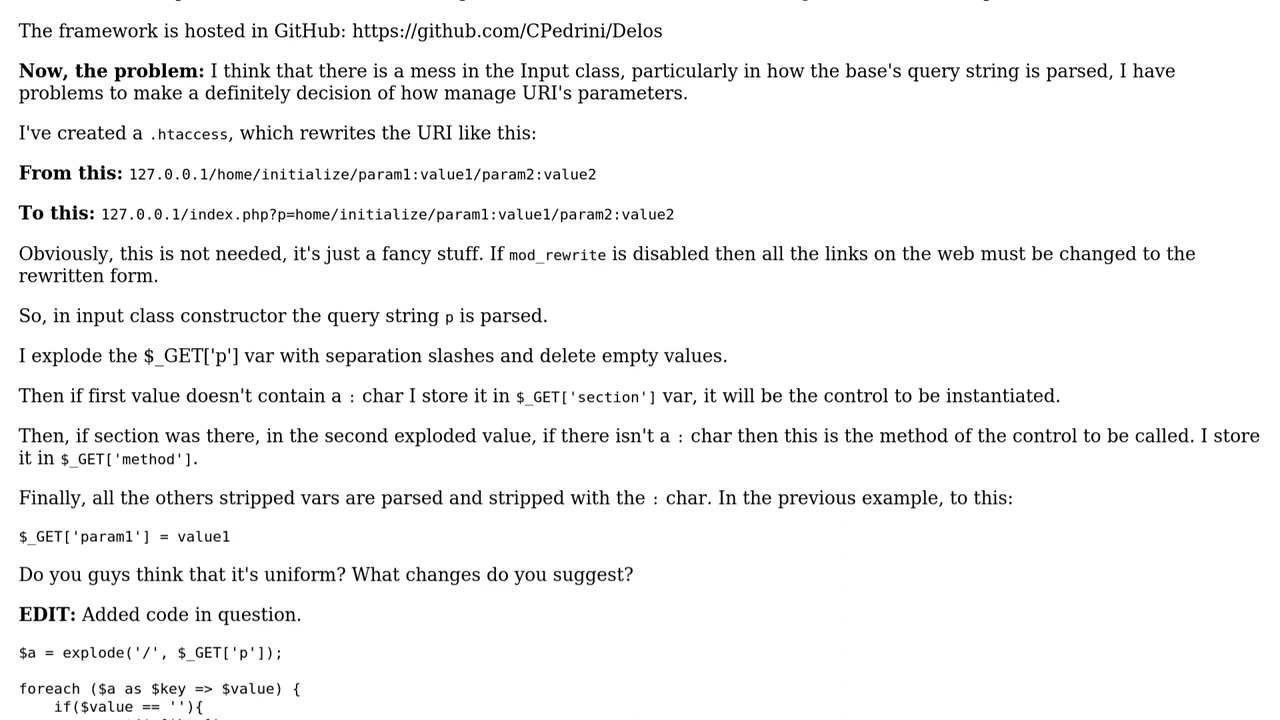 The framework is hosted in GitHub: https://github.com/CPedrini/Delos
Now, the problem: I think that there is a mess in the Input class, particularly in how the base's query string is parsed, I have
problems to make a definitely decision of how manage URI's parameters.
I've created a .htaccess, which rewrites the URI like this:
From this: 127.0.0.1/home/initialize/param1:value1/param2:value2
To this: 127.0.0.1/index.php?p=home/initialize/param1:value1/param2:value2
Obviously, this is not needed, it's just a fancy stuff. If mod_rewrite is disabled then all the links on the web must be changed to the
rewritten form.
So, in input class constructor the query string p is parsed.
I explode the $_GET['p'] var with separation slashes and delete empty values.
Then if first value doesn't contain a : char I store it in $_GET['section'] var, it will be the control to be instantiated.
Then, if section was there, in the second exploded value, if there isn't a : char then this is the method of the control to be called. I store
it in $_GET['method'].
Finally, all the others stripped vars are parsed and stripped with the : char. In the previous example, to this:
$_GET['param1'] = value1
Do you guys think that it's uniform? What changes do you suggest?
EDIT: Added code in question.
$a = explode('/', $_GET['p']);
foreach ($a as $key => $value) {
if($value == ''){